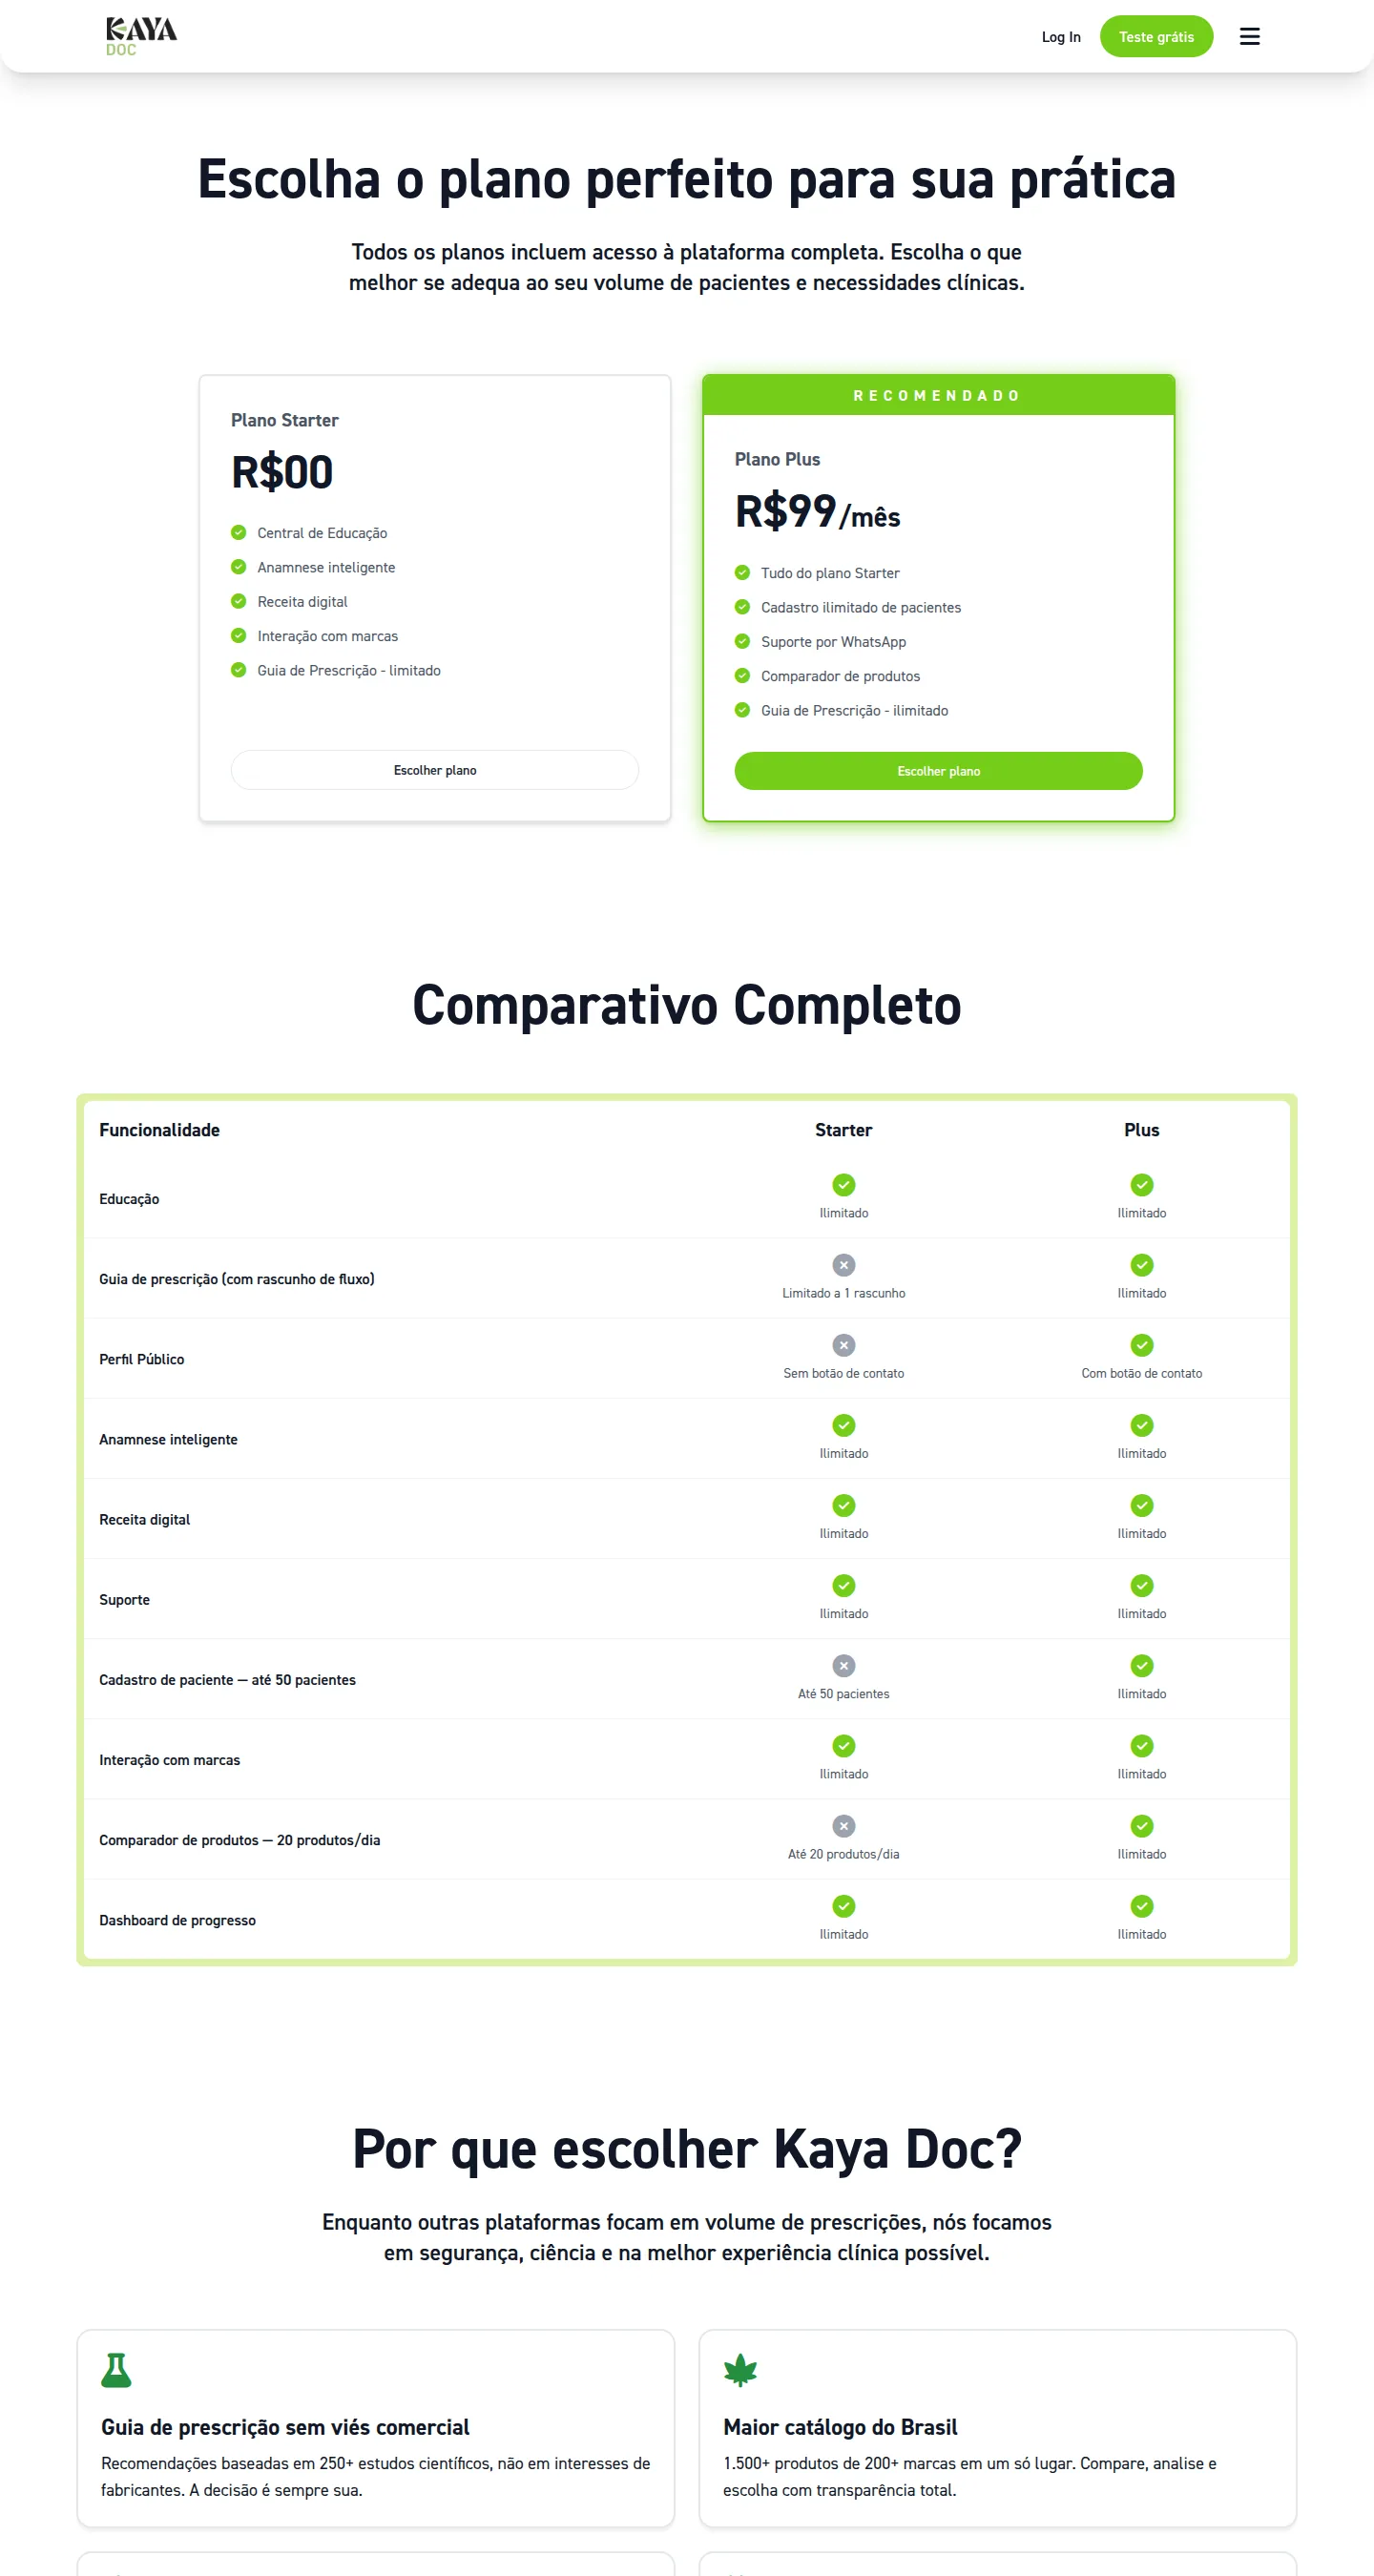 KAYA
DOC
Log In
Teste grátis
Escolha o plano perfeito para sua prática
Todos os planos incluem acesso à plataforma completa. Escolha o que
melhor se adequa ao seu volume de pacientes e necessidades clínicas.
Plano Starter
R$00
Central de Educação
Anamnese inteligente
Receita digital
Interação com marcas
Guia de Prescrição - limitado
Escolher plano
RECOMENDADO
Plano Plus
R$99/mês
Tudo do plano Starter
Cadastro ilimitado de pacientes
Suporte por WhatsApp
Comparador de produtos
Guia de Prescrição - ilimitado
Escolher plano
Comparativo Completo
Funcionalidade Starter Plus
Educação
Ilimitado Ilimitado
Guia de prescrição (com rascunho de fluxo)
Limitado a 1 rascunho Ilimitado
Perfil Público
Sem botão de contato Com botão de contato
Anamnese inteligente
Ilimitado Ilimitado
Receita digital
Ilimitado Ilimitado
Suporte
Ilimitado Ilimitado
Cadastro de paciente — até 50 pacientes
Até 50 pacientes Ilimitado
Interação com marcas
Ilimitado Ilimitado
Comparador de produtos — 20 produtos/dia
Até 20 produtos/dia Ilimitado
Dashboard de progresso
Ilimitado Ilimitado
Por que escolher Kaya Doc?
Enquanto outras plataformas focam em volume de prescrições, nós focamos
em segurança, ciência e na melhor experiência clínica possível.
Guia de prescrição sem viés comercial
Recomendações baseadas em 250+ estudos científicos, não em interesses de
fabricantes. A decisão é sempre sua.
Maior catálogo do Brasil
1.500+ produtos de 200+ marcas em um só lugar. Compare, analise e
escolha com transparência total.